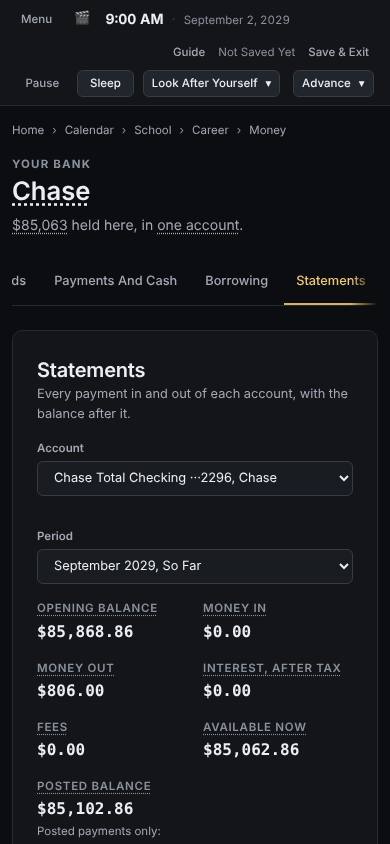 Menu 🎬 9:00 AM · September 2, 2029
Guide Not Saved Yet Save & Exit
Pause Sleep Look After Yourself ▾ Advance ▾
Home › Calendar › School › Career › Money
YOUR BANK
Chase
$85,063 held here, in one account.
ds Payments And Cash Borrowing Statements
Statements
Every payment in and out of each account, with the
balance after it.
Account
Chase Total Checking ···2296, Chase
Period
September 2029, So Far
OPENING BALANCE MONEY IN
$85,868.86 $0.00
MONEY OUT INTEREST, AFTER TAX
$806.00 $0.00
FEES AVAILABLE NOW
$0.00 $85,062.86
POSTED BALANCE
$85,102.86
Posted payments only: